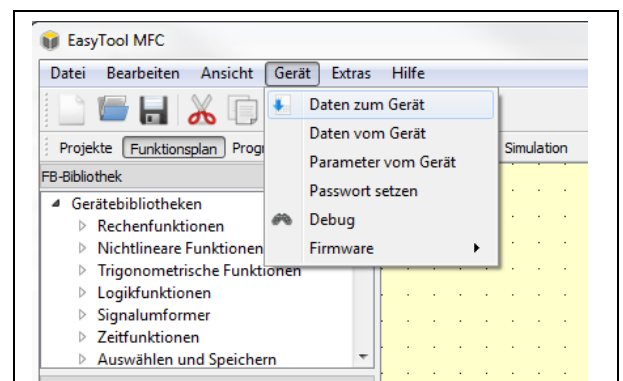 EasyTool MFC
Datei Bearbeiten Ansicht Gerät Extras Hilfe
Daten zum Gerät
Daten vom Gerät
Projekte Funktionsplan Simulation
Parameter vom Gerät
FB-Bibliothek
Passwort setzen
Gerätebibliotheken
Debug
Rechenfunktionen
Nichtlineare Funktionen
Firmware
Trigonometrische Funktionen
Logikfunktionen
Signalumformer
Zeitfunktionen
Auswählen und Speichern